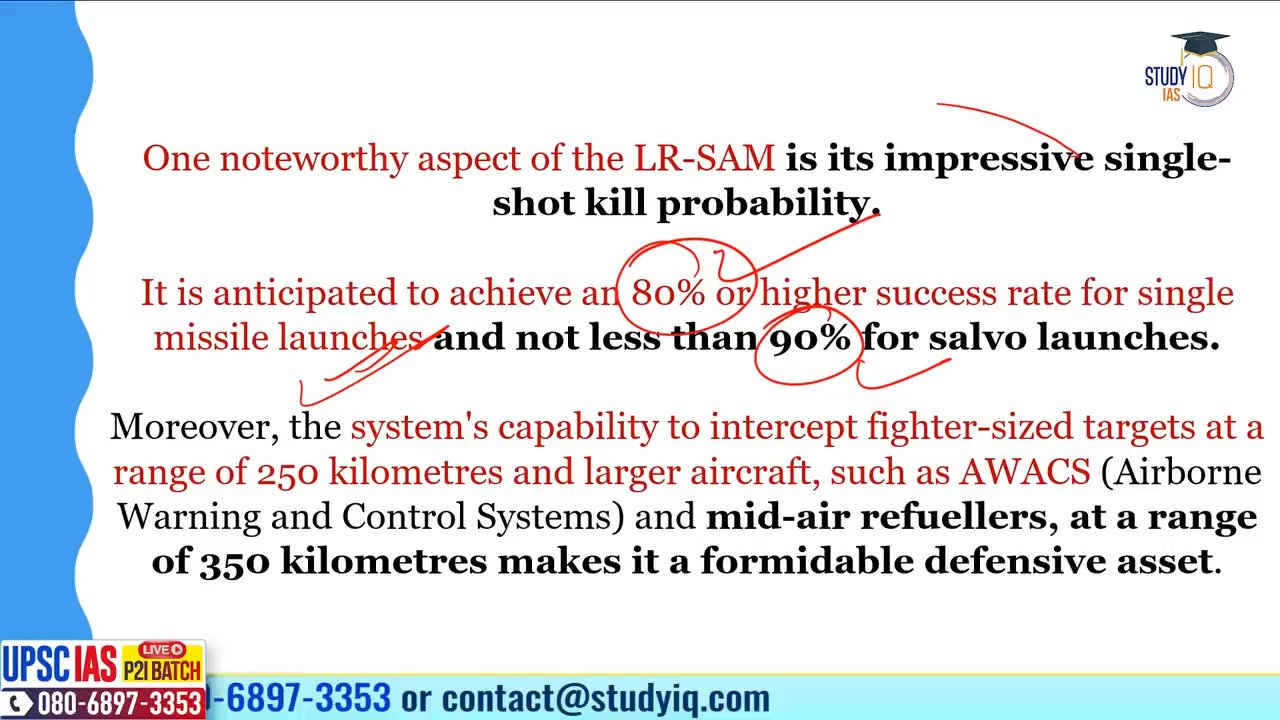 STUDY IQ
IAS
One noteworthy aspect of the LR-SAM is its impressive single-
shot kill probability.
It is anticipated to achieve an 80% or higher success rate for single
missile launches and not less than 90% for salvo launches.
Moreover, the system's capability to intercept fighter-sized targets at a
range of 250 kilometres and larger aircraft, such as AWACS (Airborne
Warning and Control Systems) and mid-air refuellers, at a range
of 350 kilometres makes it a formidable defensive asset.
UPSC IAS LIVE P2I BATCH
080-6897-3353
-6897-3353 or contact@studyiq.com